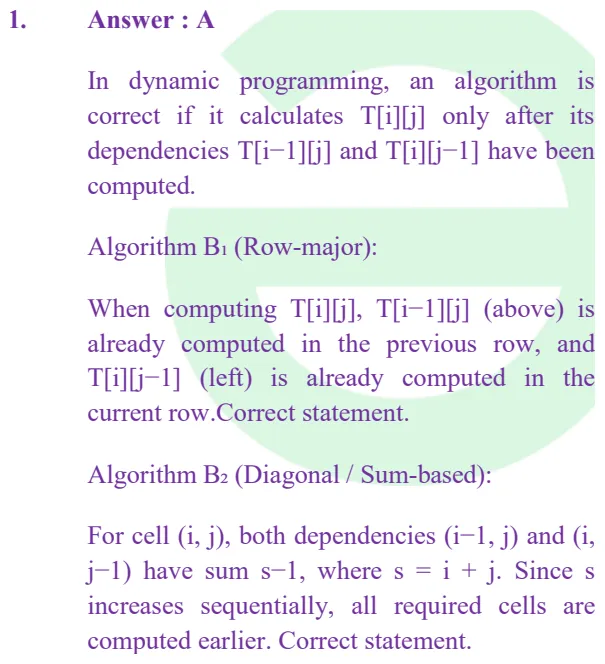 1. Answer : A
In dynamic programming, an algorithm is
correct if it calculates T[i][j] only after its
dependencies T[i−1][j] and T[i][j−1] have been
computed.
Algorithm B₁ (Row-major):
When computing T[i][j], T[i−1][j] (above) is
already computed in the previous row, and
T[i][j−1] (left) is already computed in the
current row.Correct statement.
Algorithm B₂ (Diagonal / Sum-based):
For cell (i, j), both dependencies (i−1, j) and (i,
j−1) have sum s−1, where s = i + j. Since s
increases sequentially, all required cells are
computed earlier. Correct statement.